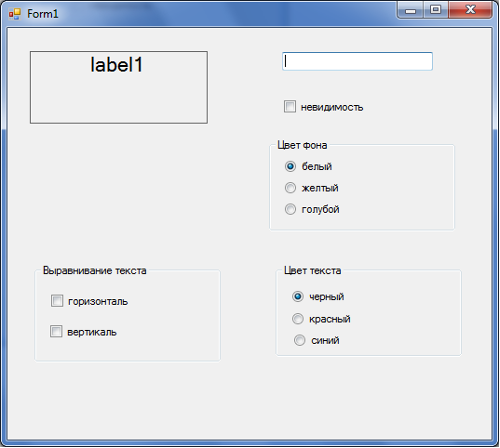 Form1
label1
невидимость
Цвет фона
белый
желтый
голубой
Выравнивание текста
горизонталь
вертикаль
Цвет текста
черный
красный
синий